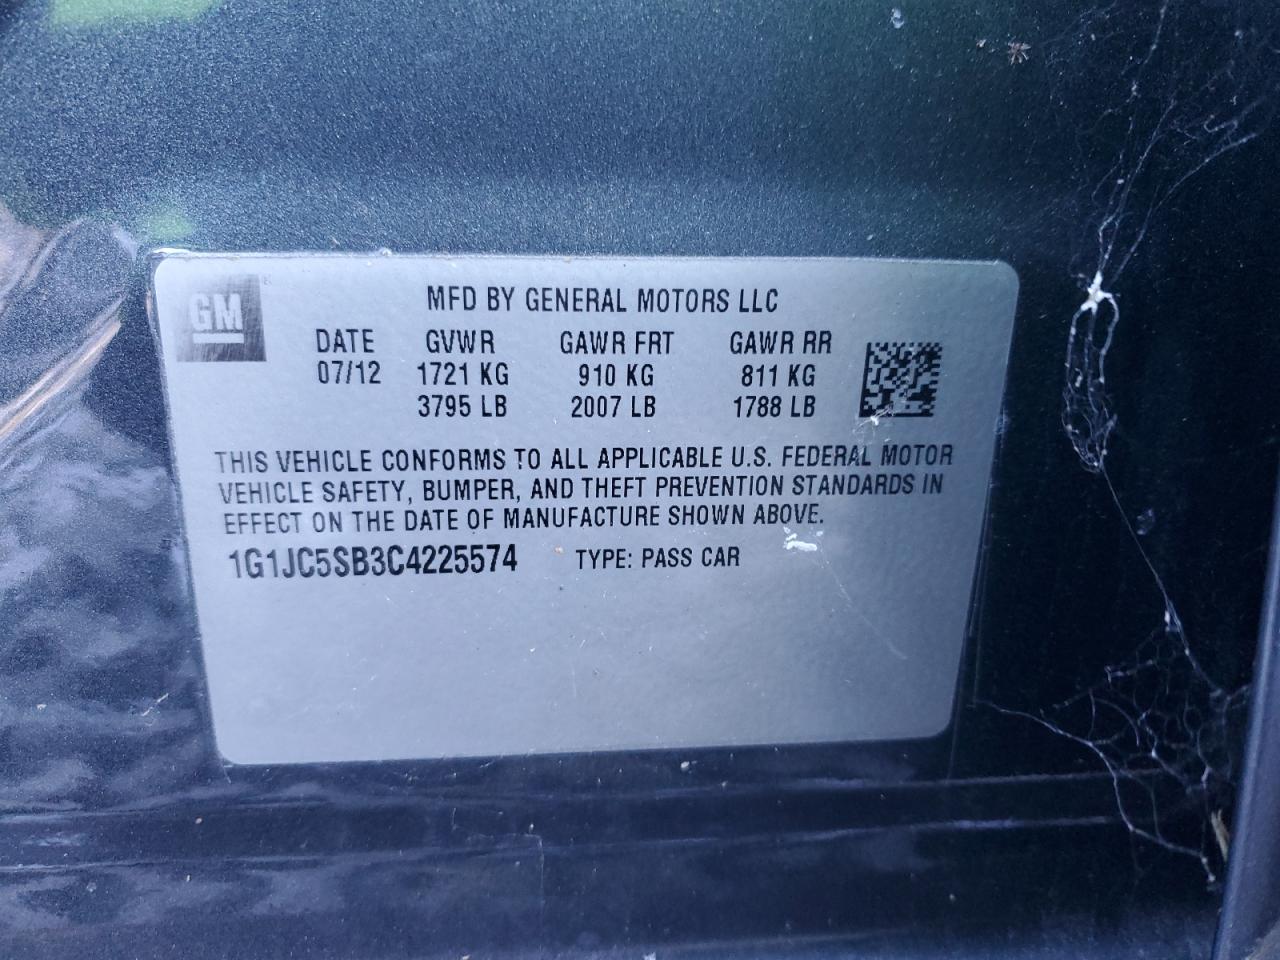 GM
MFD BY GENERAL MOTORS LLC
DATE GVWR GAWR FRT GAWR RR
07/12 1721 KG 910 KG 811 KG
3795 LB 2007 LB 1788 LB
THIS VEHICLE CONFORMS TO ALL APPLICABLE U.S. FEDERAL MOTOR
VEHICLE SAFETY, BUMPER, AND THEFT PREVENTION STANDARDS IN
EFFECT ON THE DATE OF MANUFACTURE SHOWN ABOVE.
1G1JC5SB3C4225574 TYPE: PASS CAR